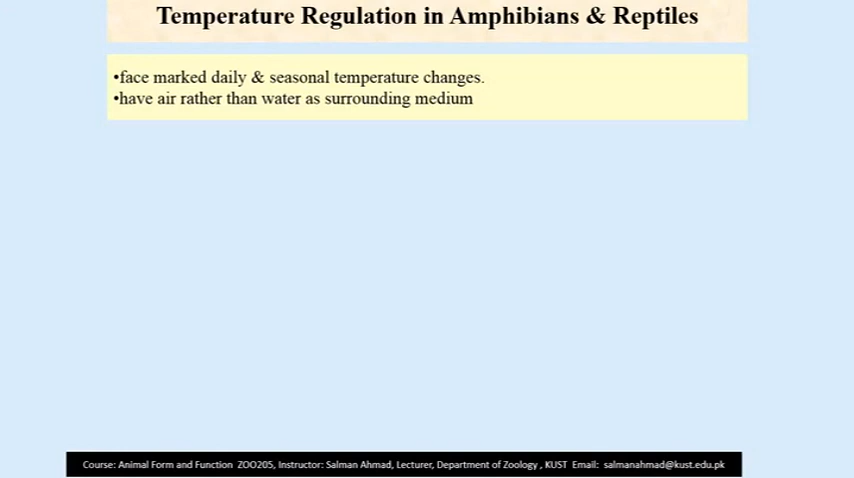 Temperature Regulation in Amphibians & Reptiles
•face marked daily & seasonal temperature changes.
•have air rather than water as surrounding medium
Course: Animal Form and Function ZOO205, Instructor: Salman Ahmad, Lecturer, Department of Zoology , KUST Email: salmanahmad@kust.edu.pk